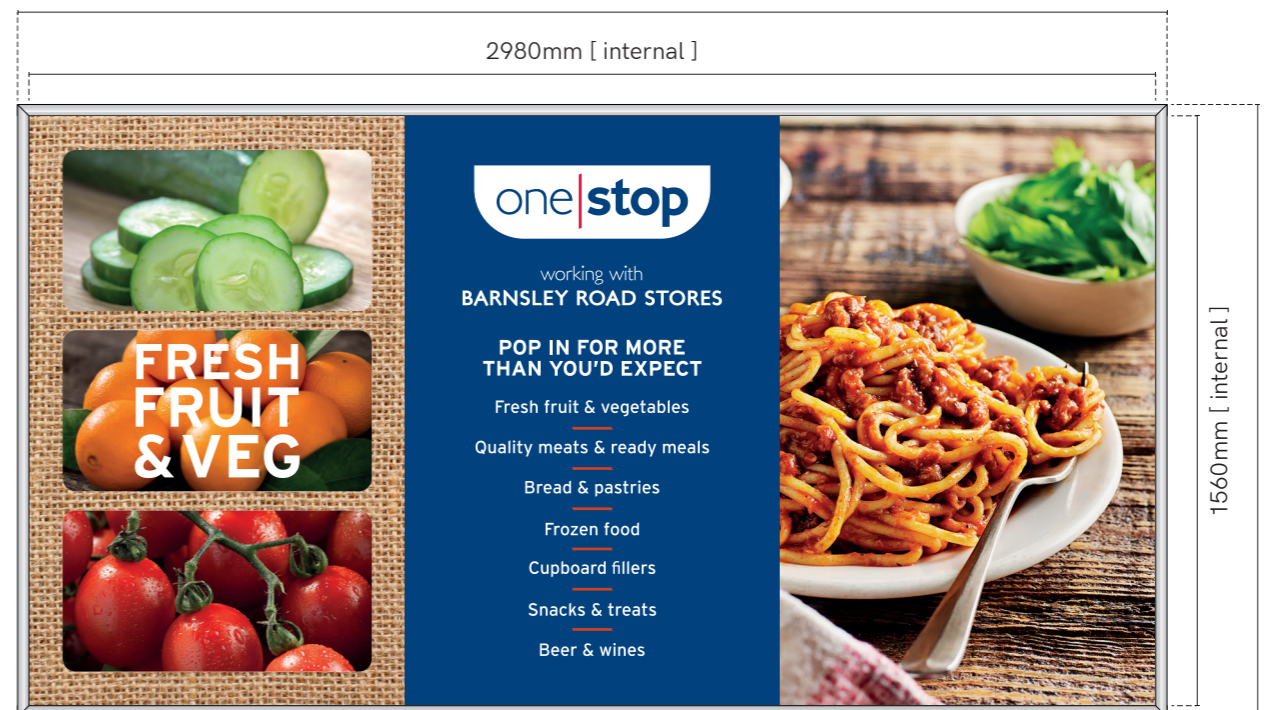 2980mm [ internal ]
one|stop
working with
BARNSLEY ROAD STORES
POP IN FOR MORE
THAN YOU'D EXPECT
Fresh fruit & vegetables
Quality meats & ready meals
Bread & pastries
Frozen food
Cupboard fillers
Snacks & treats
Beer & wines
FRESH
FRUIT
& VEG
1560mm [ internal ]